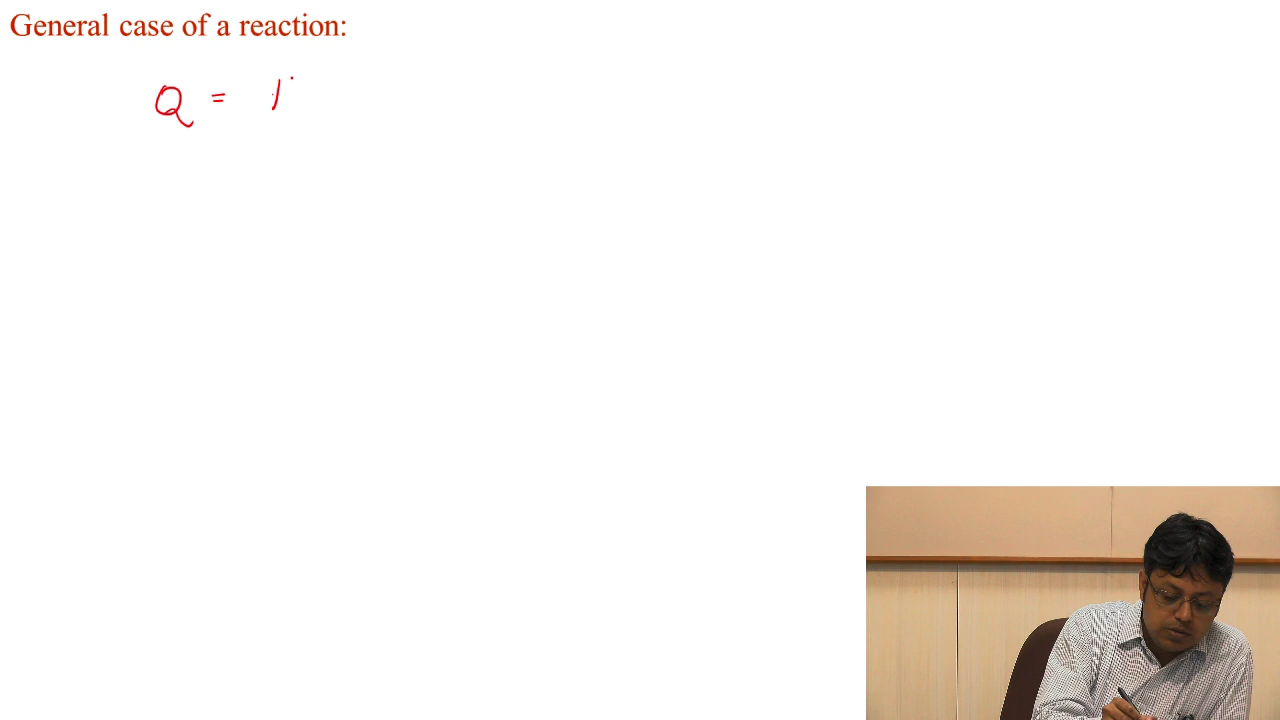 General case of a reaction:
Q =